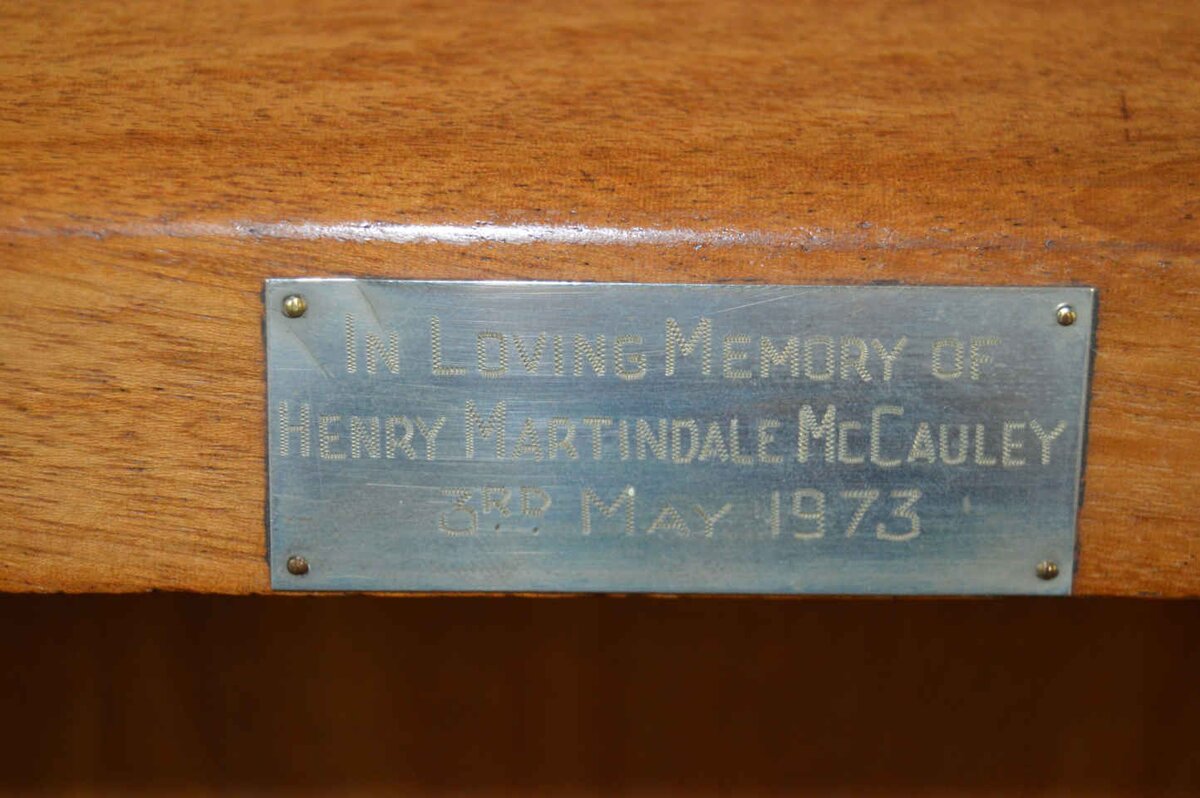 In Loving Memory of
Henry Martindale McCauley
3RD May 1973